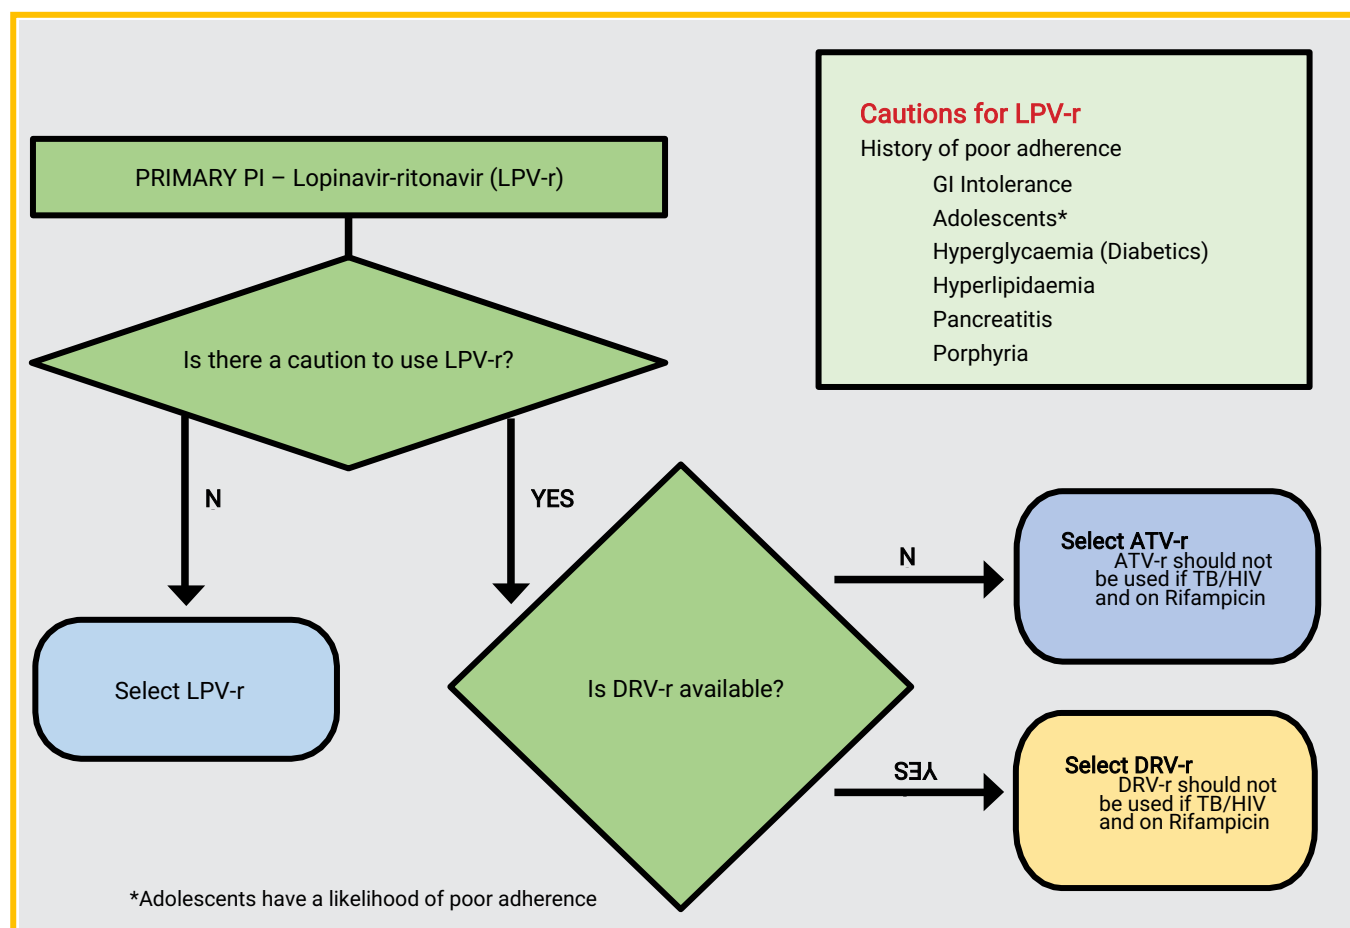 Cautions for LPV-r
History of poor adherence
GI Intolerance
Adolescents*
Hyperglycaemia (Diabetics)
Hyperlipidaemia
Pancreatitis
Porphyria
PRIMARY PI – Lopinavir-ritonavir (LPV-r)
Is there a caution to use LPV-r?
N
YES
Select LPV-r
Is DRV-r available?
N
Select ATV-r
ATV-r should not
be used if TB/HIV
and on Rifampicin
YES
Select DRV-r
DRV-r should not
be used if TB/HIV
and on Rifampicin
*Adolescents have a likelihood of poor adherence